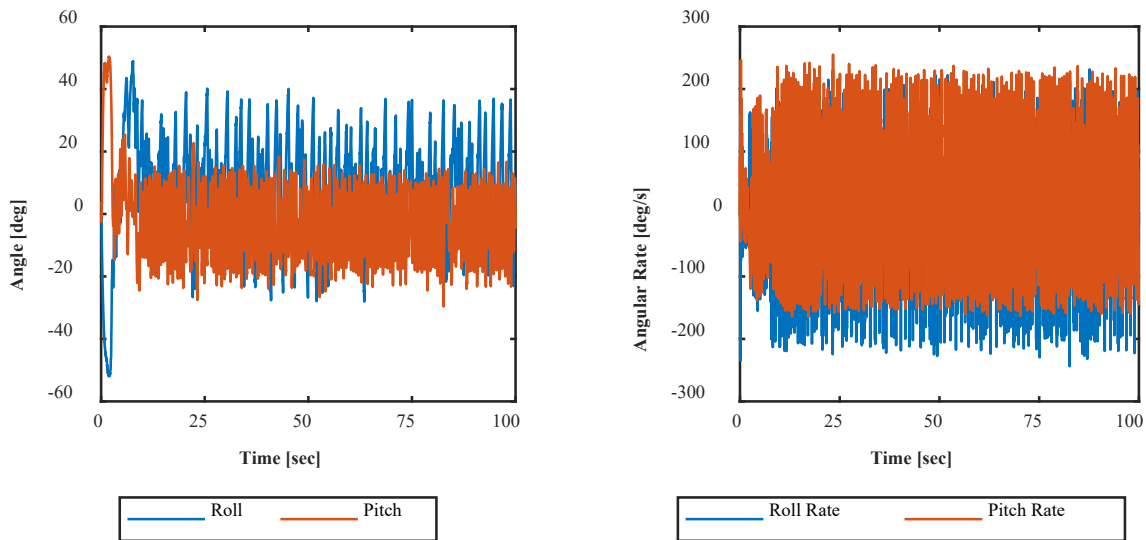 60
40
20
0
-20
-40
-60
Angle [deg]
0 25 50 75 100
Time [sec]
Roll Pitch
300
200
100
0
-100
-200
-300
Angular Rate [deg/s]
0 25 50 75 100
Time [sec]
Roll Rate Pitch Rate